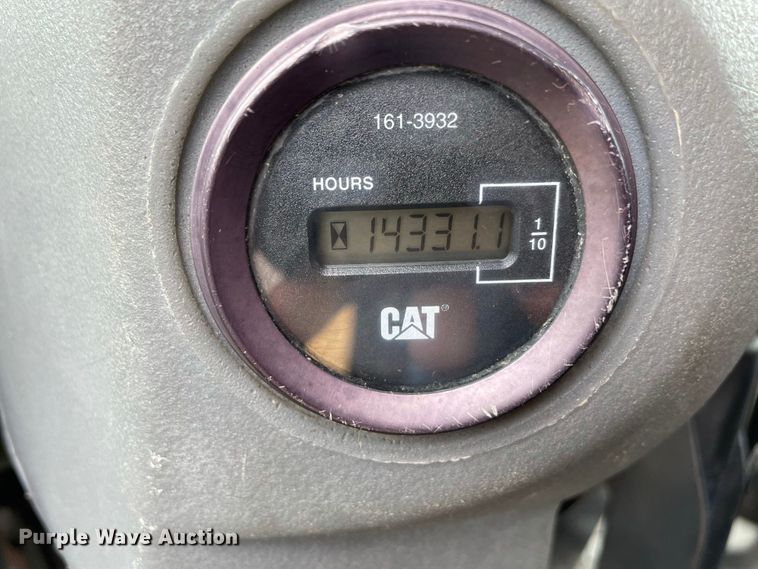 161-3932
HOURS
14331.1
1
10
CAT®
Purple Wave Auction